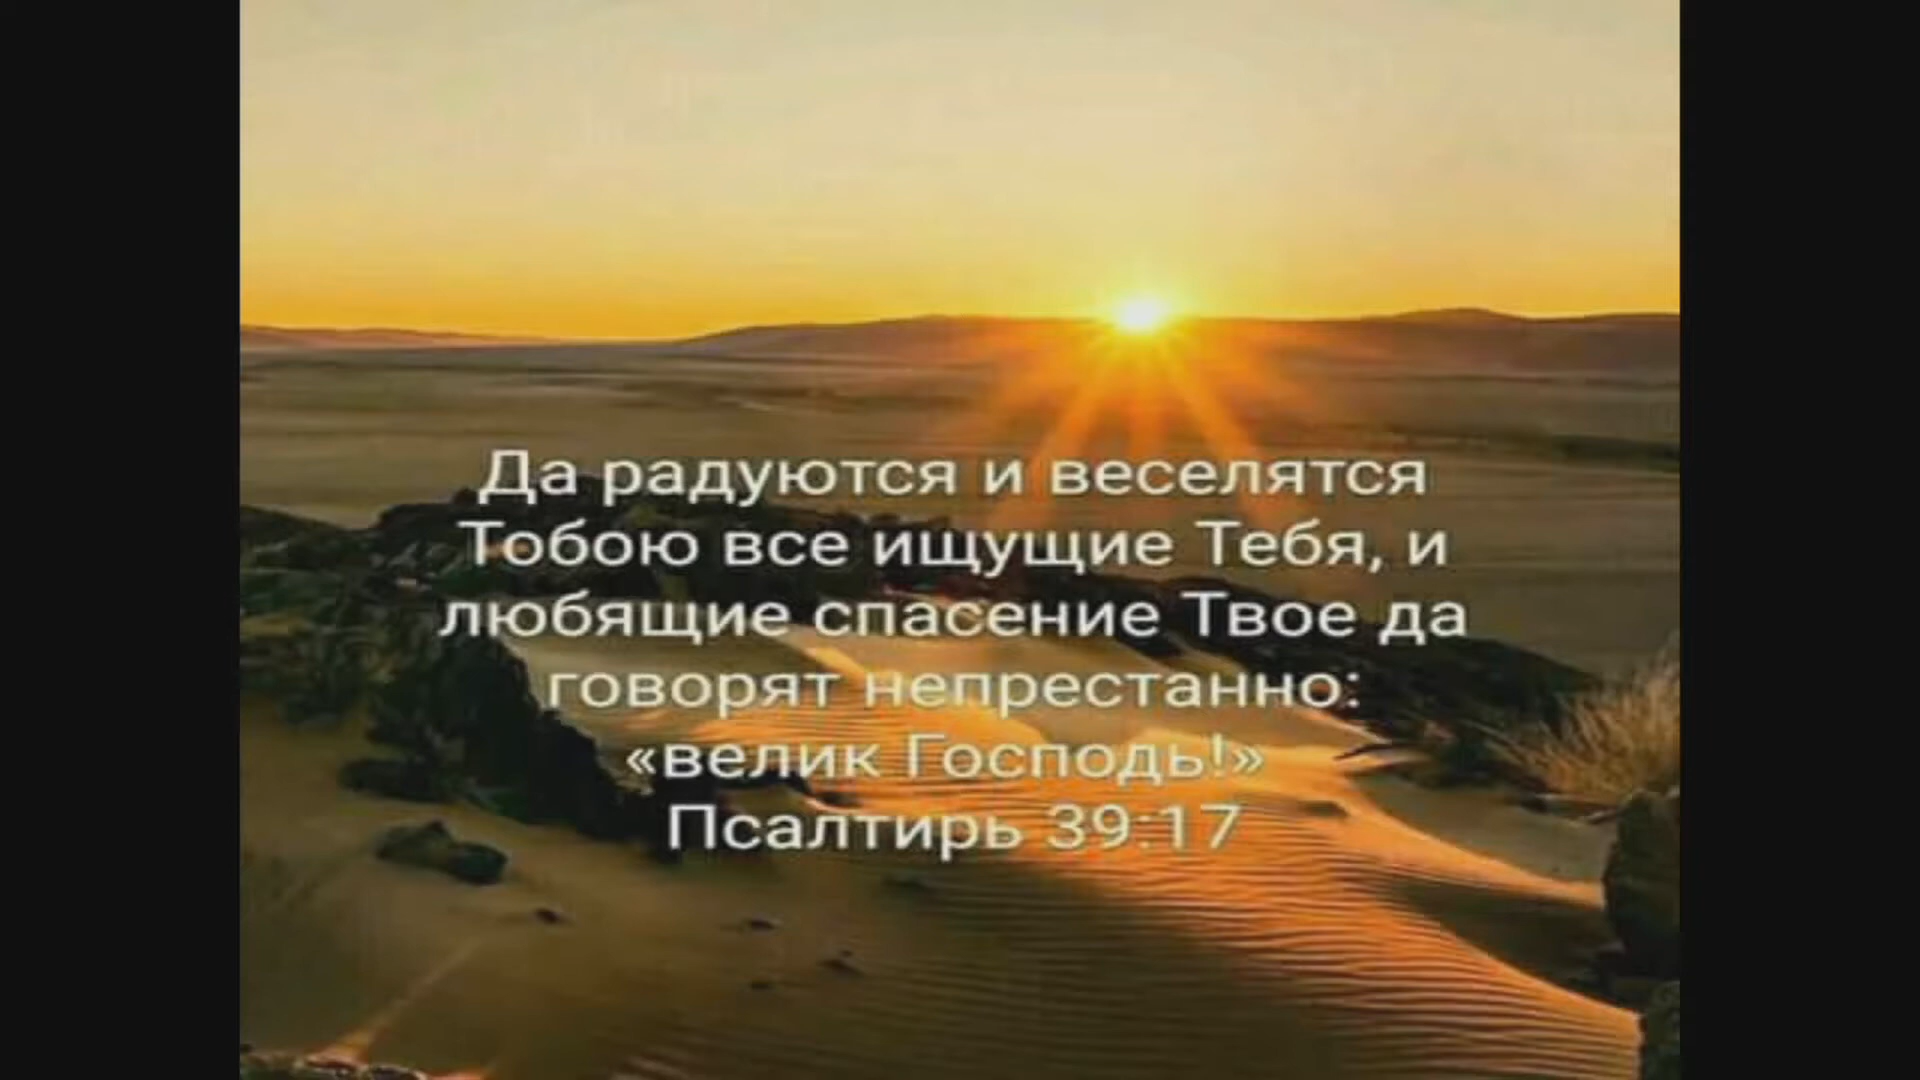 Да радуются и веселятся
Тобою все ищущие Тебя, и
любящие спасение Твое да
говорят непрестанно:
«велик Господь!»
Псалтирь 39:17